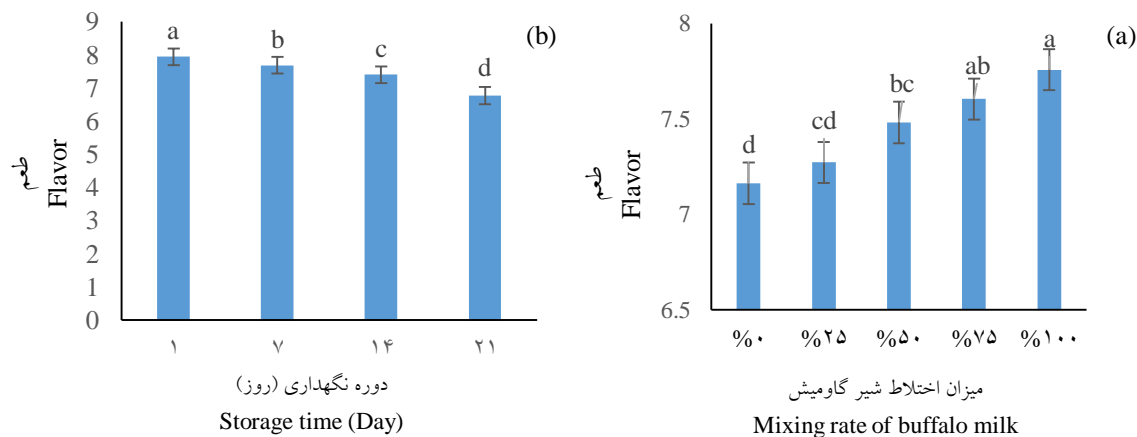 (b)
9
8
7
6
5
4
3
2
1
0
a
b
c
d
طعم
Flavor
۱
۷
۱۴
۲۱
دوره نگهداری (روز)
Storage time (Day)
(a)
8
7.5
7
6.5
d
cd
bc
ab
a
طعم
Flavor
%۰
%۲۵
%۵۰
%۷۵
%۱۰۰
میزان اختلاط شیر گاومیش
Mixing rate of buffalo milk